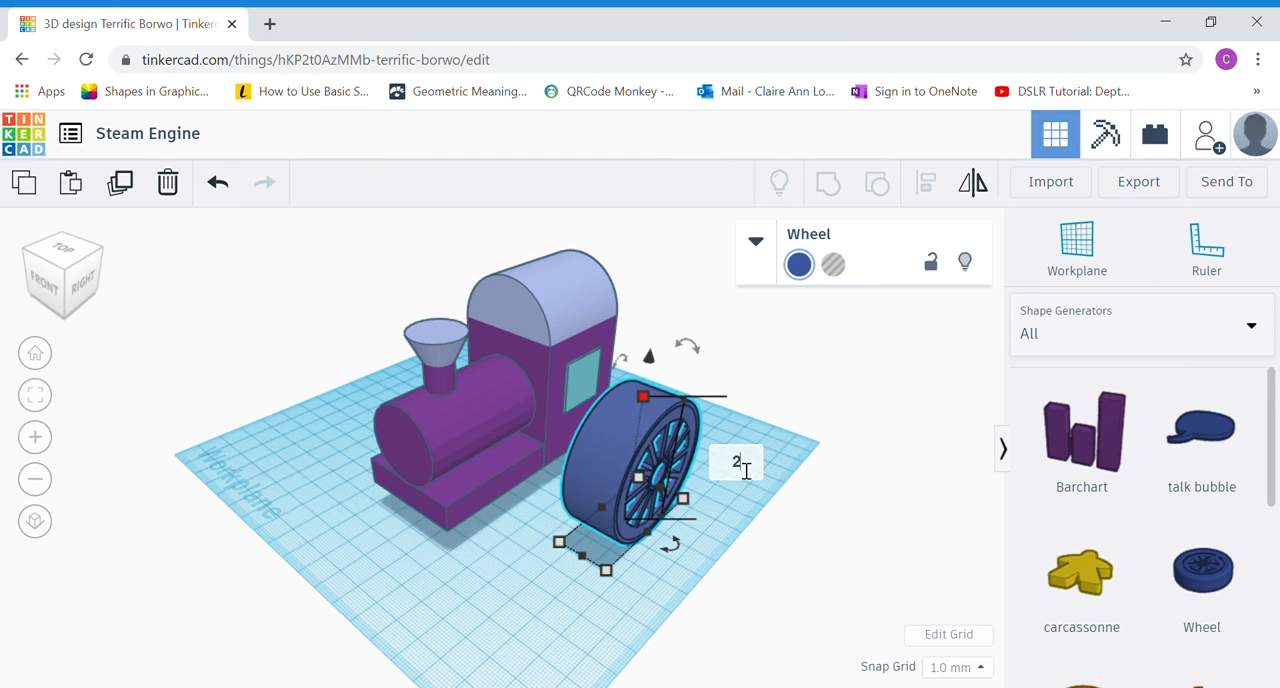 3D design Terrific Borwo | Tinker
tinkercad.com/things/hKP2t0AzMMb-terrific-borwo/edit
C
Apps
Shapes in Graphic...
L How to Use Basic S...
Geometric Meaning...
QRCode Monkey -...
Mail - Claire Ann Lo...
Sign in to OneNote
DSLR Tutorial: Dept...
»
TIN
KER
CAD
Steam Engine
Import
Export
Send To
TOP
FRONT
RIGHT
Wheel
Workplane
Ruler
Shape Generators
All
Workplane
2
Barchart
talk bubble
carcassonne
Wheel
Edit Grid
Snap Grid 1.0 mm